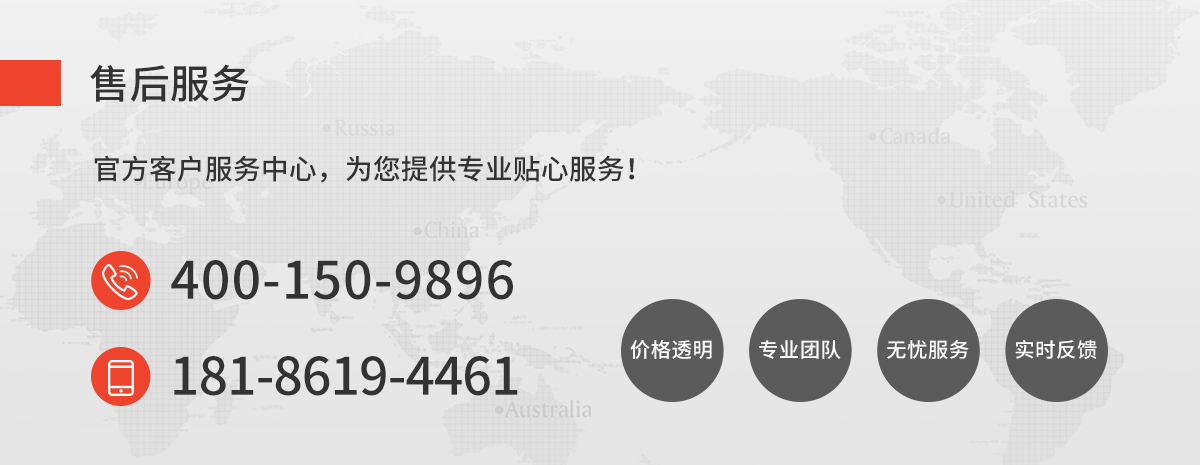 售后服务
Russia
Canada
官方客户服务中心，为您提供专业贴心服务！
Europe
United States
China
400-150-9896
价格透明
专业团队
无忧服务
实时反馈
181-8619-4461
Australia